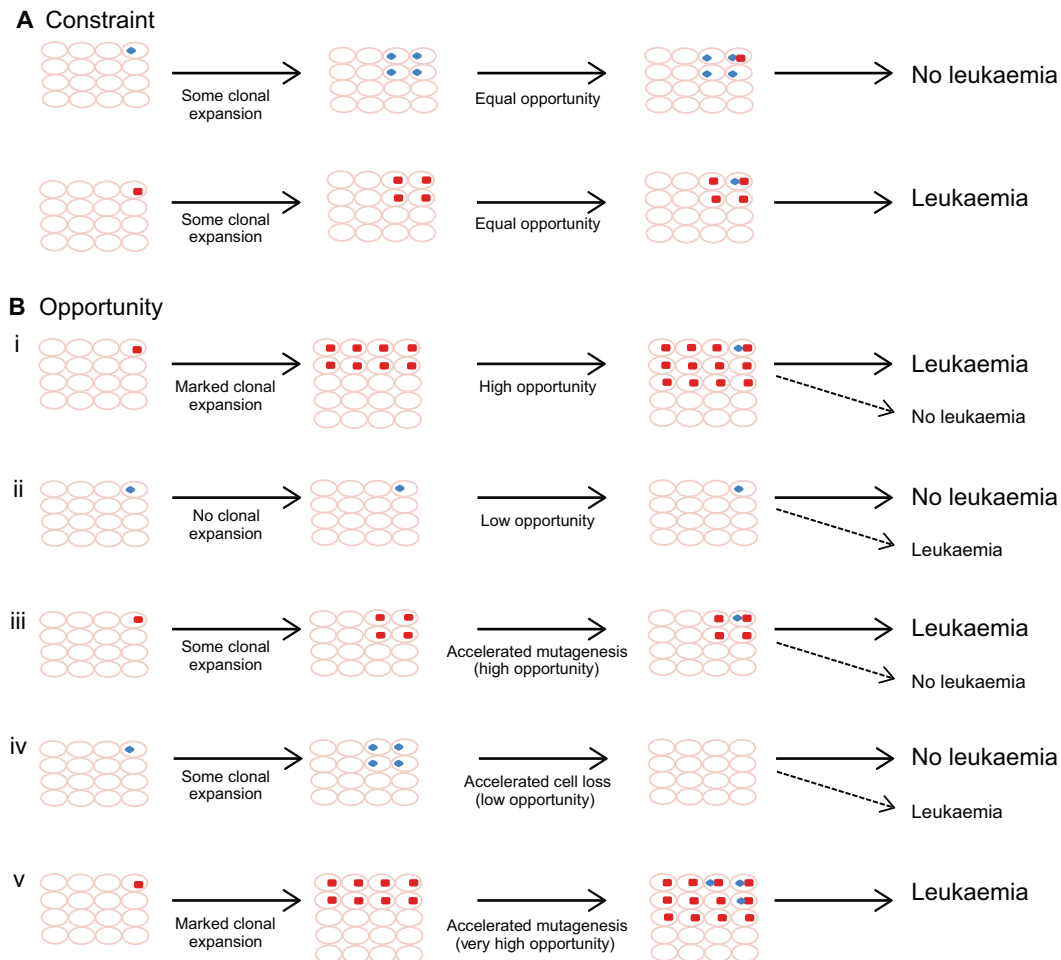 A Constraint
Some clonal
expansion
Equal opportunity
No leukaemia
Some clonal
expansion
Equal opportunity
Leukaemia
B Opportunity
i
Marked clonal
expansion
High opportunity
Leukaemia
No leukaemia
ii
No clonal
expansion
Low opportunity
No leukaemia
Leukaemia
iii
Some clonal
expansion
Accelerated mutagenesis
(high opportunity)
Leukaemia
No leukaemia
iv
Some clonal
expansion
Accelerated cell loss
(low opportunity)
No leukaemia
Leukaemia
v
Marked clonal
expansion
Accelerated mutagenesis
(very high opportunity)
Leukaemia